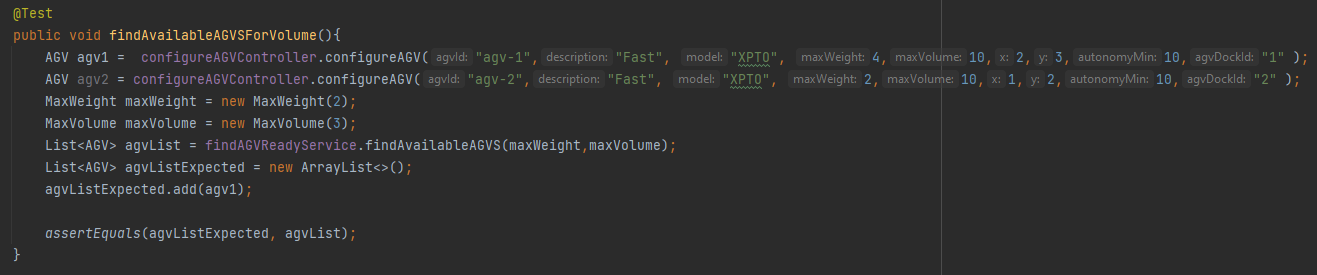 @Test
public void findAvailableAGVSForVolume(){
    AGV agv1 =  configureAGVController.configureAGV( agvId: "agv-1", description: "Fast",  model: "XPTO",  maxWeight: 4, maxVolume: 10, x: 2, y: 3, autonomyMin: 10, agvDockId: "1" );
    AGV agv2 = configureAGVController.configureAGV( agvId: "agv-2", description: "Fast",  model: "XPTO",  maxWeight: 2, maxVolume: 10, x: 1, y: 2, autonomyMin: 10, agvDockId: "2" );
    MaxWeight maxWeight = new MaxWeight(2);
    MaxVolume maxVolume = new MaxVolume(3);
    List<AGV> agvList = findAGVReadyService.findAvailableAGVS(maxWeight,maxVolume);
    List<AGV> agvListExpected = new ArrayList<>();
    agvListExpected.add(agv1);
    assertEquals(agvListExpected, agvList);
}